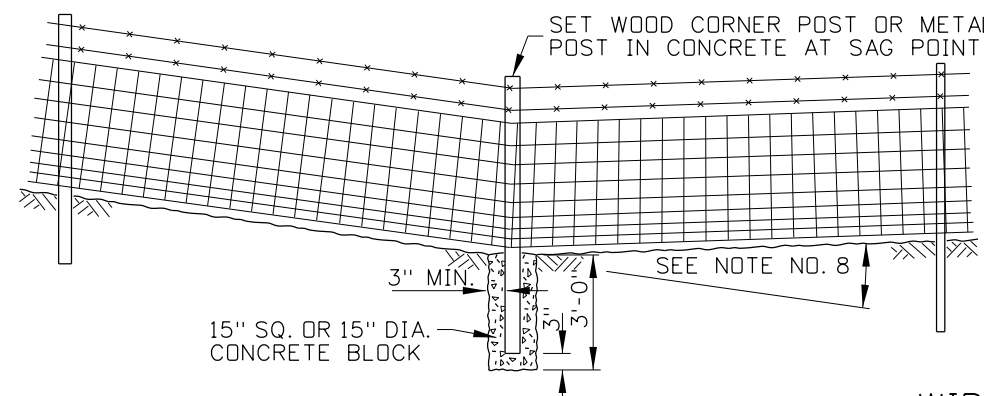 SET WOOD CORNER POST OR
POST IN CONCRETE AT SAG POINT
SEE NOTE NO. 8
3" MIN.
3"
3'-0"
15" SQ. OR 15" DIA.
CONCRETE BLOCK